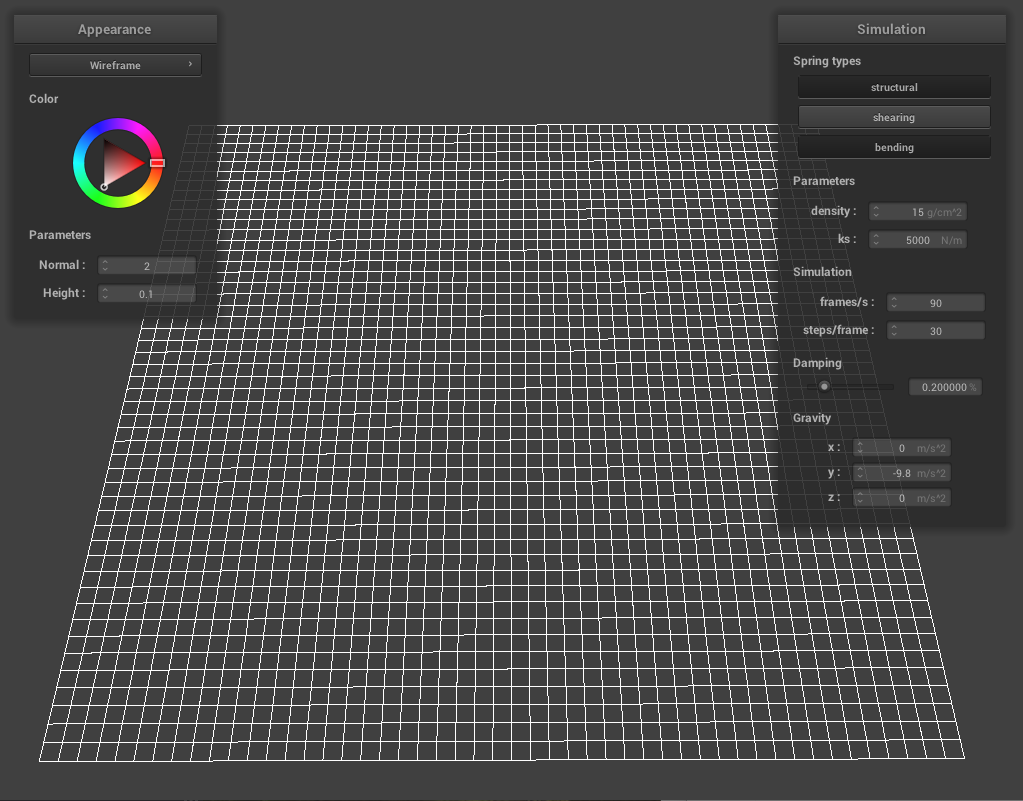 Appearance
Wireframe
Color
Parameters
Normal : 2
Height : 0.1
Simulation
Spring types
structural
shearing
bending
Parameters
density : 15 g/cm^2
ks : 5000 N/m
Simulation
frames/s : 90
steps/frame : 30
Damping
0.200000 %
Gravity
x : 0 m/s^2
y : -9.8 m/s^2
z : 0 m/s^2